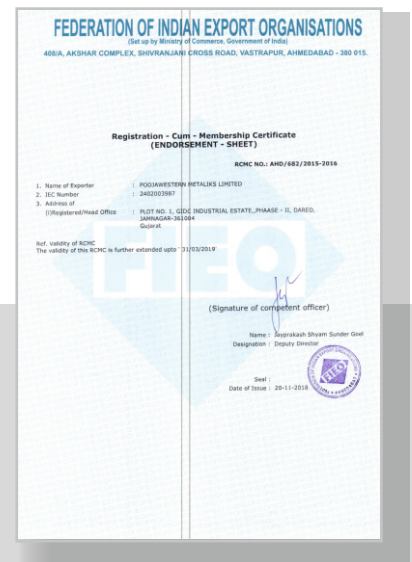 FEDERATION OF INDIAN EXPORT ORGANISATIONS
(Set up by Ministry of Commerce, Government of India)
408/A, AKSHAR COMPLEX, SHIVRANJANI CROSS ROAD, VASTRAPUR, AHMEDABAD - 380 015.
Registration - Cum - Membership Certificate
(ENDORSEMENT - SHEET)
RCMC NO.: AHD/682/2015-2016
1. Name of Exporter : POOJAWESTERN METALIKS LIMITED
2. IEC Number : 2402003987
3. Address of
(i)Registered/Head Office : PLOT NO. 1, GIDC INDUSTRIAL ESTATE,,PHAASE - II, DARED,
JAMNAGAR-361004
Gujarat
Ref. Validity of RCMC
The validity of this RCMC is further extended upto ' 31/03/2019'
FIEO
(Signature of competent officer)
Name : Jeyprakash Shyam Sunder Goel
Designation : Deputy Director
Seal :
Date of Issue : 20-11-2018